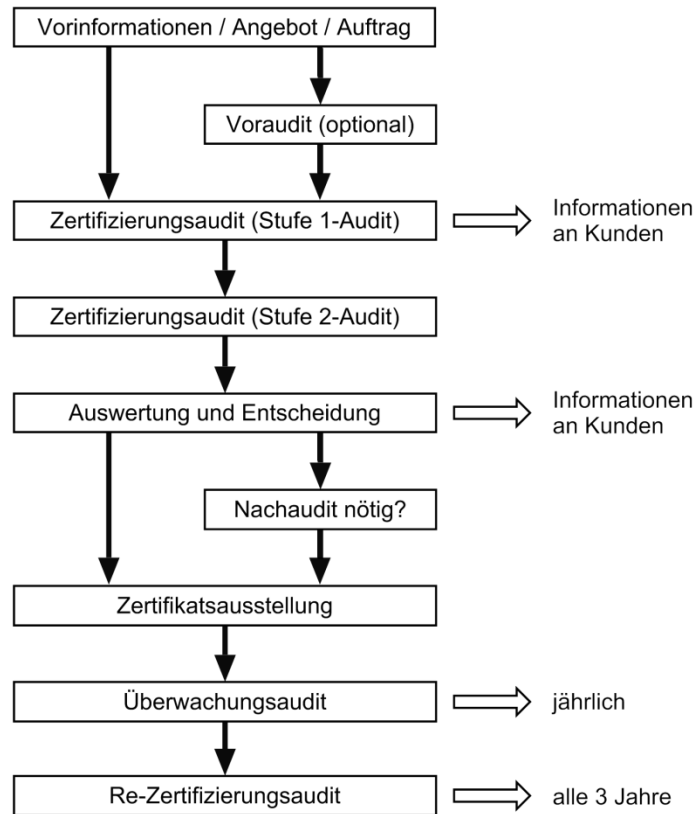 Vorinformationen / Angebot / Auftrag
Voraudit (optional)
Zertifizierungsaudit (Stufe 1-Audit)
Informationen
an Kunden
Zertifizierungsaudit (Stufe 2-Audit)
Auswertung und Entscheidung
Informationen
an Kunden
Nachaudit nötig?
Zertifikatsausstellung
Überwachungsaudit
jährlich
Re-Zertifizierungsaudit
alle 3 Jahre